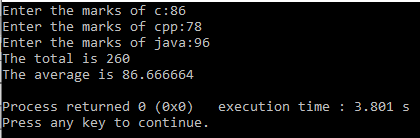 Enter the marks of c:86
Enter the marks of cpp:78
Enter the marks of java:96
The total is 260
The average is 86.666664
Process returned 0 (0x0)   execution time : 3.801 s
Press any key to continue.